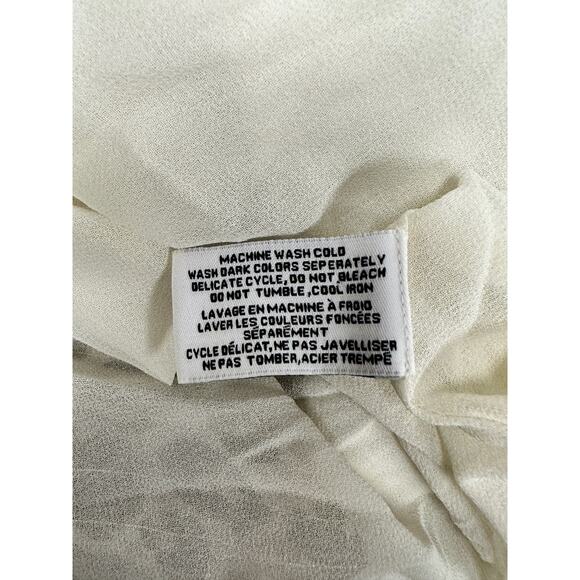 MACHINE WASH COLD
WASH DARK COLORS SEPERATELY
DELICATE CYCLE, DO NOT BLEACH
DO NOT TUMBLE ,COOL IRON
LAVAGE EN MACHINE À FROID
LAVER LES COULEURS FONCÉES
SÉPARÉMENT
CYCLE DÉLICAT, NE PAS JAVELLISER
NE PAS TOMBER, ACIER TREMPÉ